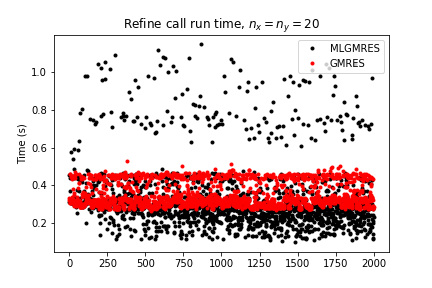 Refine call run time, n_x = n_y = 20
MLGMRES
GMRES
Time (s)
1.0
0.8
0.6
0.4
0.2
0 250 500 750 1000 1250 1500 1750 2000